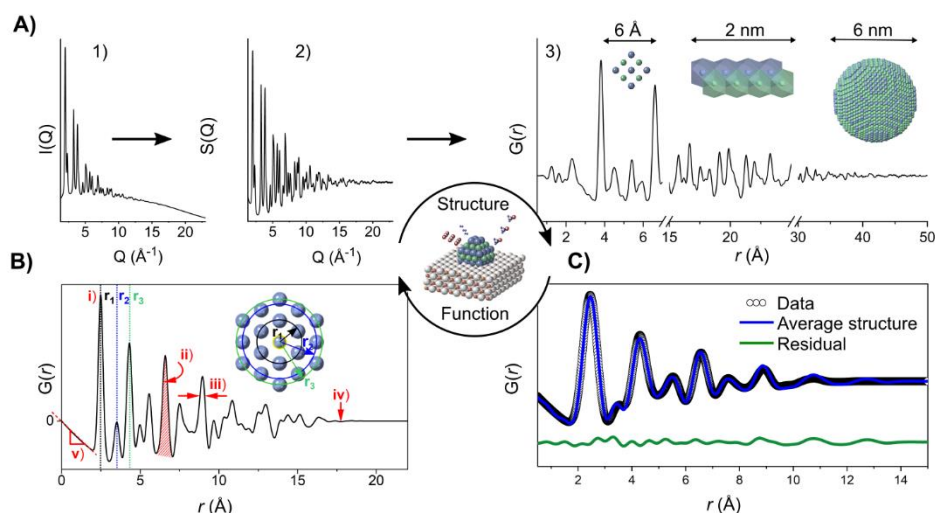 A)
1)
I(Q)
5 10 15 20
Q (Å⁻¹)
2)
S(Q)
5 10 15 20
Q (Å⁻¹)
3)
6 Å
2 nm
6 nm
G(r)
2 4 6 15 20 25 30 40 50
r (Å)
Structure
Function
B)
i) r₁ r₂ r₃
ii)
iii)
iv)
v)
r₁
r₂
r₃
G(r)
0
0 5 10 15 20
r (Å)
C)
Data
Average structure
Residual
G(r)
2 4 6 8 10 12 14
r (Å)